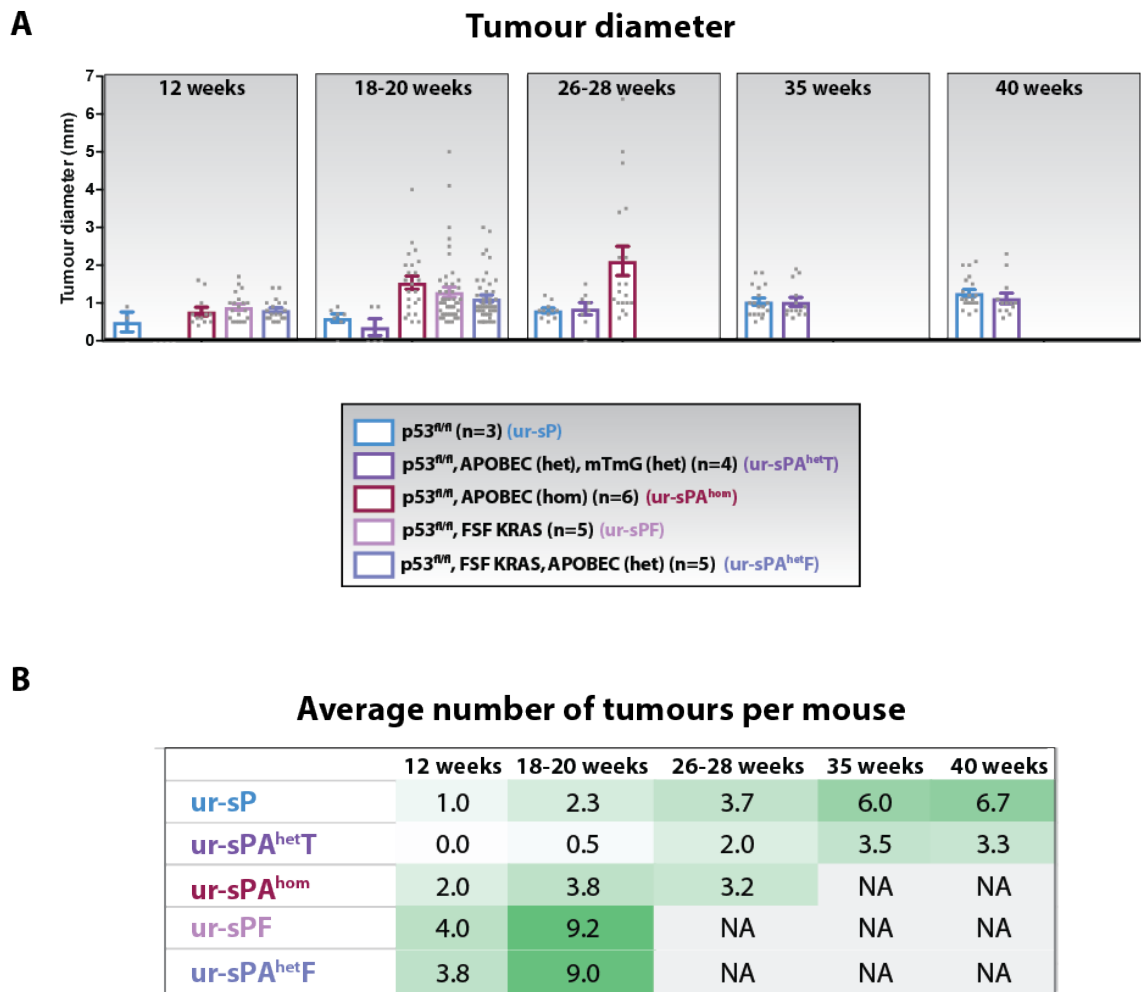 A
Tumour diameter
12 weeks 18-20 weeks 26-28 weeks 35 weeks 40 weeks
Tumour diameter (mm)
7
6
5
4
3
2
1
0
p53fl/fl (n=3) (ur-sP)
p53fl/fl, APOBEC (het), mTmG (het) (n=4) (ur-sPAhetT)
p53fl/fl, APOBEC (hom) (n=6) (ur-sPAhom)
p53fl/fl, FSF KRAS (n=5) (ur-sPF)
p53fl/fl, FSF KRAS, APOBEC (het) (n=5) (ur-sPAhetF)
B
Average number of tumours per mouse
12 weeks 18-20 weeks 26-28 weeks 35 weeks 40 weeks
ur-sP 1.0 2.3 3.7 6.0 6.7
ur-sPAhetT 0.0 0.5 2.0 3.5 3.3
ur-sPAhom 2.0 3.8 3.2 NA NA
ur-sPF 4.0 9.2 NA NA NA
ur-sPAhetF 3.8 9.0 NA NA NA